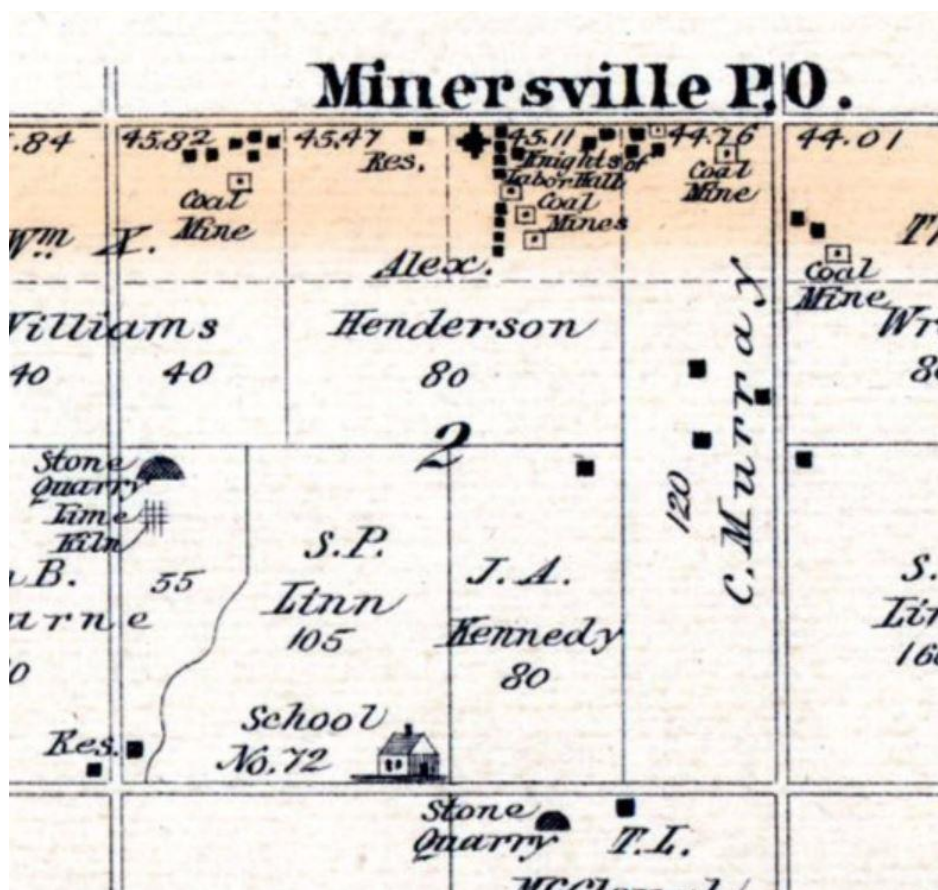 Minersville P.O.
.84 45.82 45.47 45.11 44.76 44.01
Res.
Knights of
Labor Hall
Coal
Mine
Coal
Mines
Coal
Mine
Wm. X.
Alex.
Coal
Mine
Williams
40
40
Henderson
80
C. Murray
120
2
Stone
Quarry
Lime
Kiln
B.
55
S.P.
Linn
105
J. A.
Kennedy
80
S.
160
Res.
School
No. 72
Stone
Quarry
T. L.